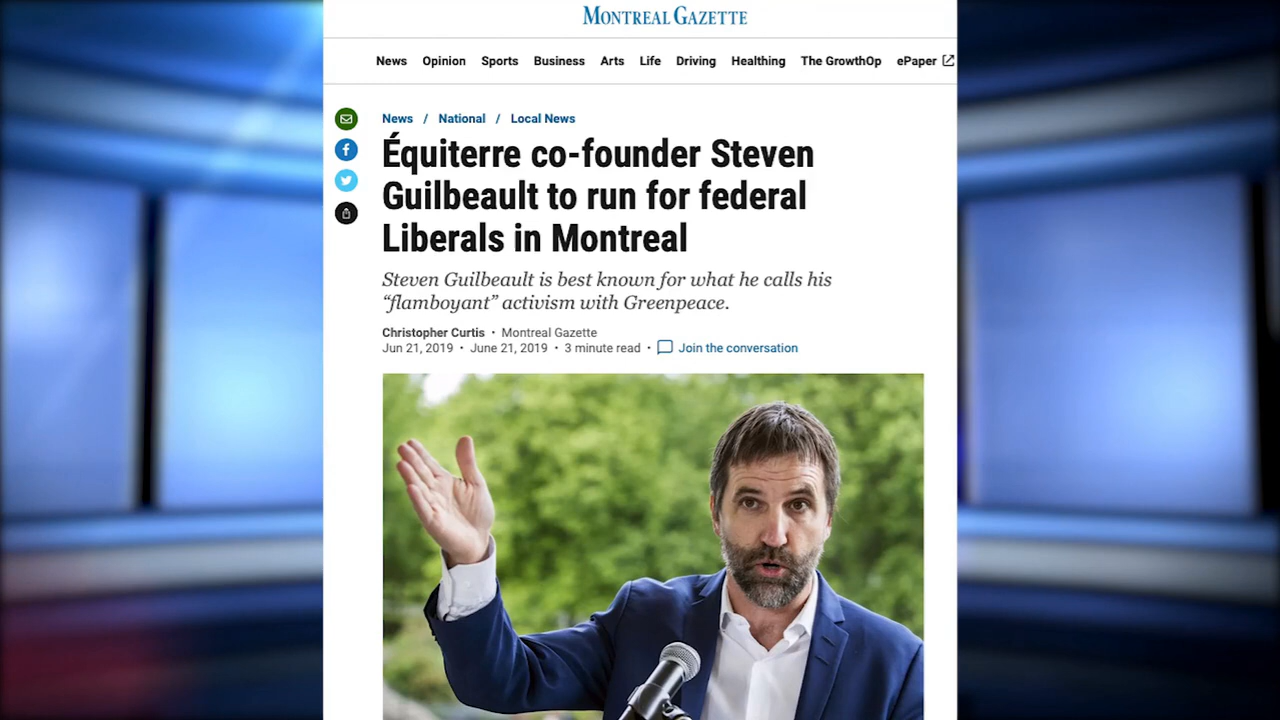 MONTREAL GAZETTE
News Opinion Sports Business Arts Life Driving Healthing The GrowthOp ePaper
News / National / Local News
Équiterre co-founder Steven
Guilbeault to run for federal
Liberals in Montreal
Steven Guilbeault is best known for what he calls his
“flamboyant” activism with Greenpeace.
Christopher Curtis • Montreal Gazette
Jun 21, 2019 • June 21, 2019 • 3 minute read • Join the conversation